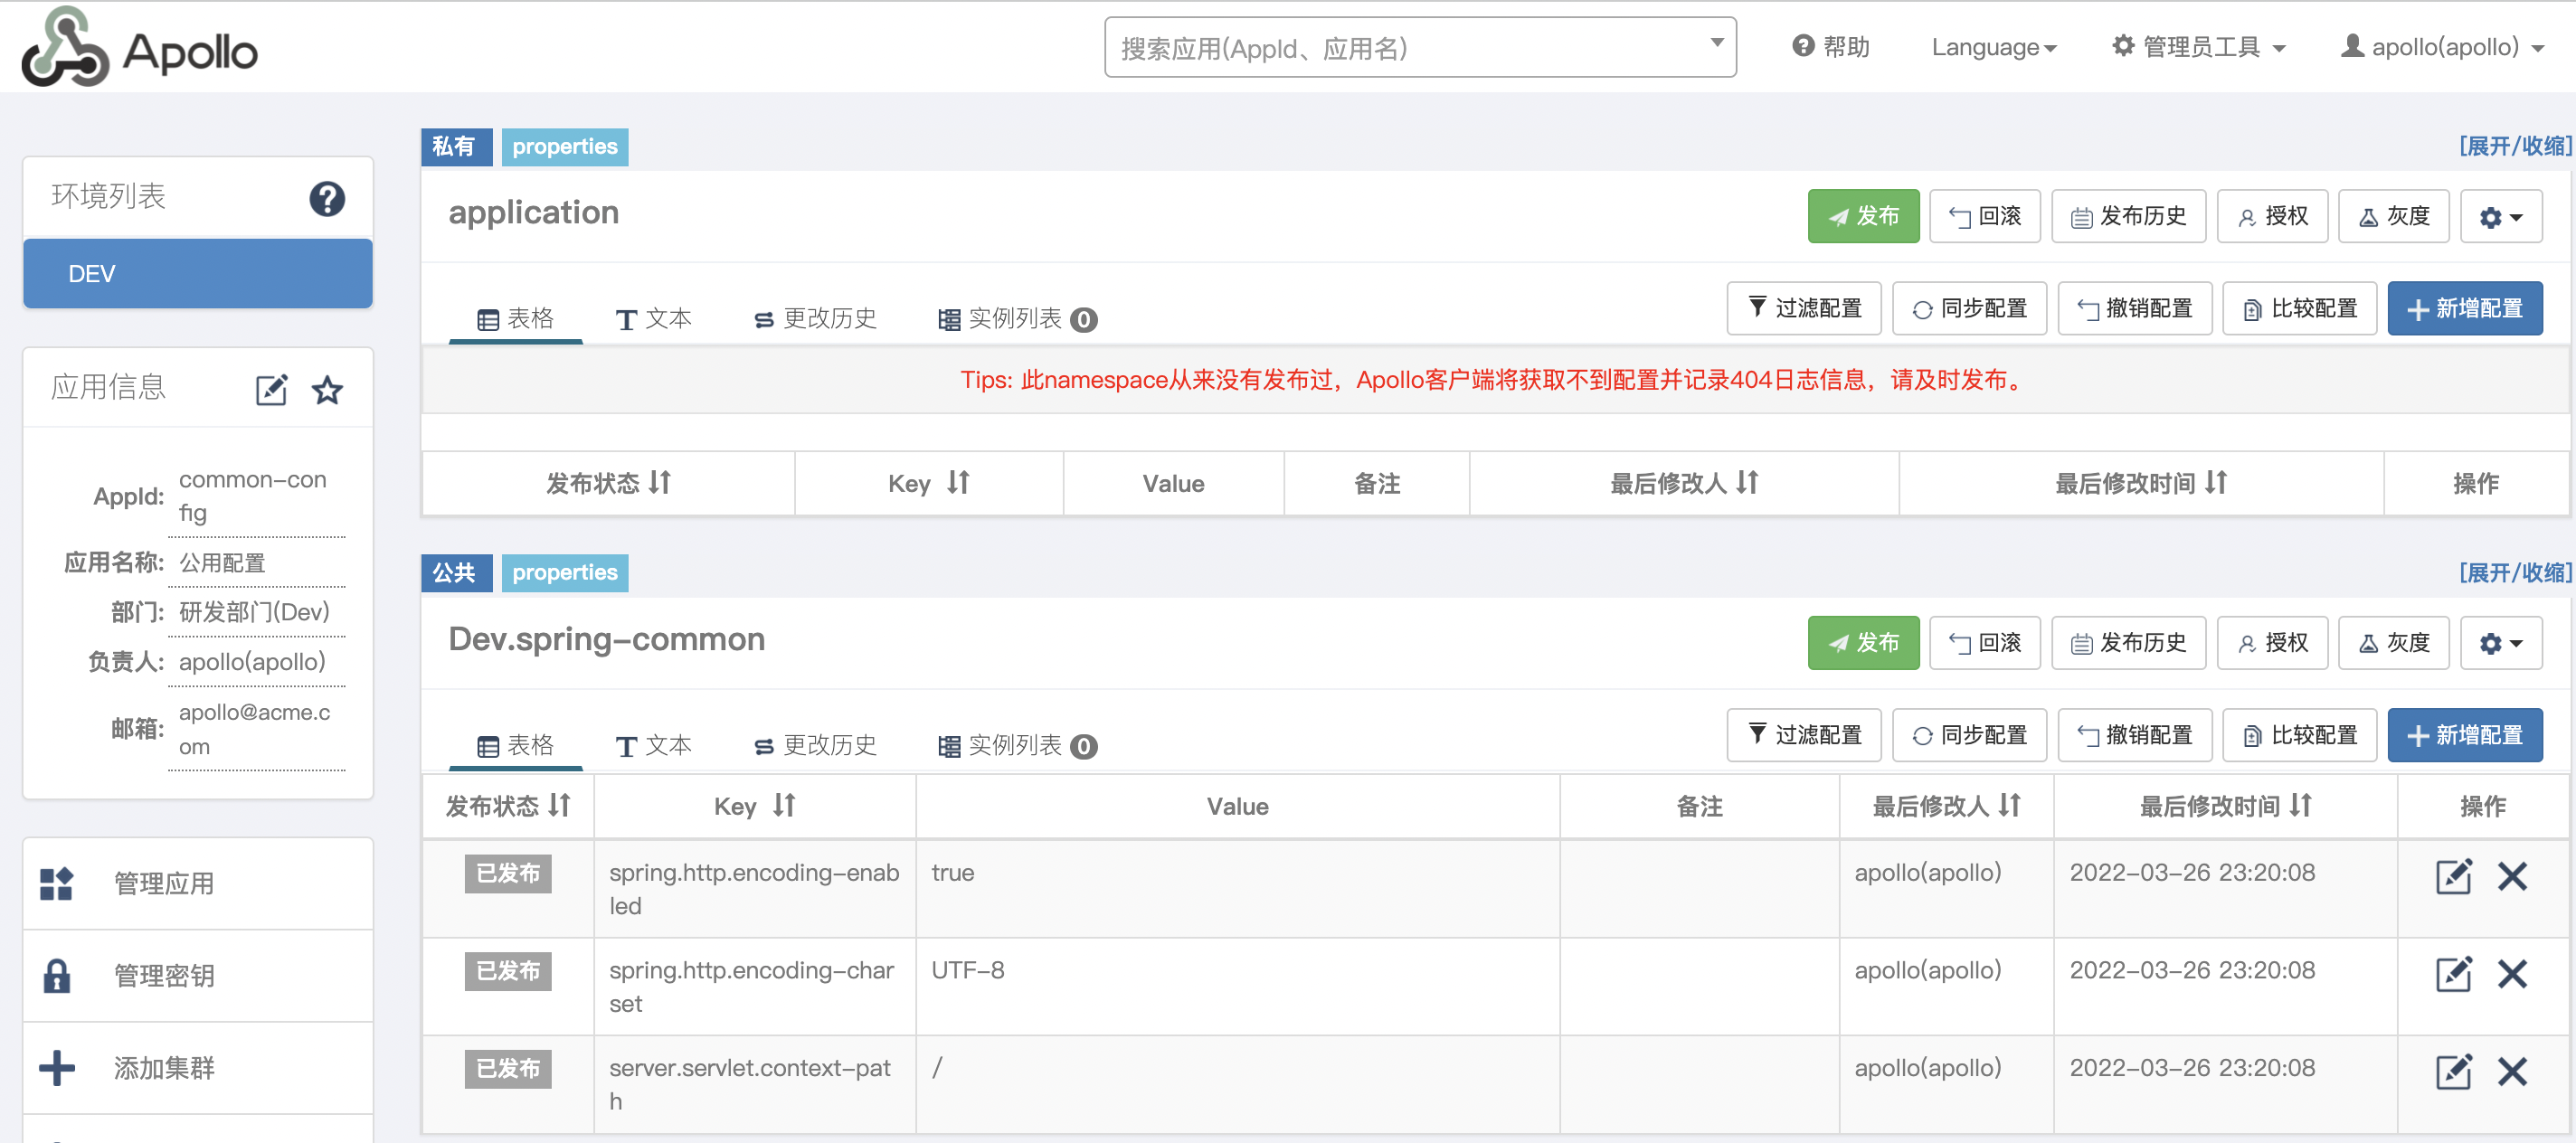 Apollo
搜索应用(AppId、应用名)
帮助
Language
管理员工具
apollo(apollo)
环境列表
DEV
应用信息
AppId:
common-con
fig
应用名称:
公用配置
部门:
研发部门(Dev)
负责人:
apollo(apollo)
邮箱:
apollo@acme.c
om
管理应用
管理密钥
添加集群
私有
properties
[展开/收缩]
application
发布
回滚
发布历史
授权
灰度
表格
文本
更改历史
实例列表 0
过滤配置
同步配置
撤销配置
比较配置
新增配置
Tips: 此namespace从来没有发布过，Apollo客户端将获取不到配置并记录404日志信息，请及时发布。
发布状态
Key
Value
备注
最后修改人
最后修改时间
操作
公共
properties
[展开/收缩]
Dev.spring-common
发布
回滚
发布历史
授权
灰度
表格
文本
更改历史
实例列表 0
过滤配置
同步配置
撤销配置
比较配置
新增配置
发布状态
Key
Value
备注
最后修改人
最后修改时间
操作
已发布
spring.http.encoding-enab
led
true
apollo(apollo)
2022-03-26 23:20:08
已发布
spring.http.encoding-char
set
UTF-8
apollo(apollo)
2022-03-26 23:20:08
已发布
server.servlet.context-pat
h
/
apollo(apollo)
2022-03-26 23:20:08